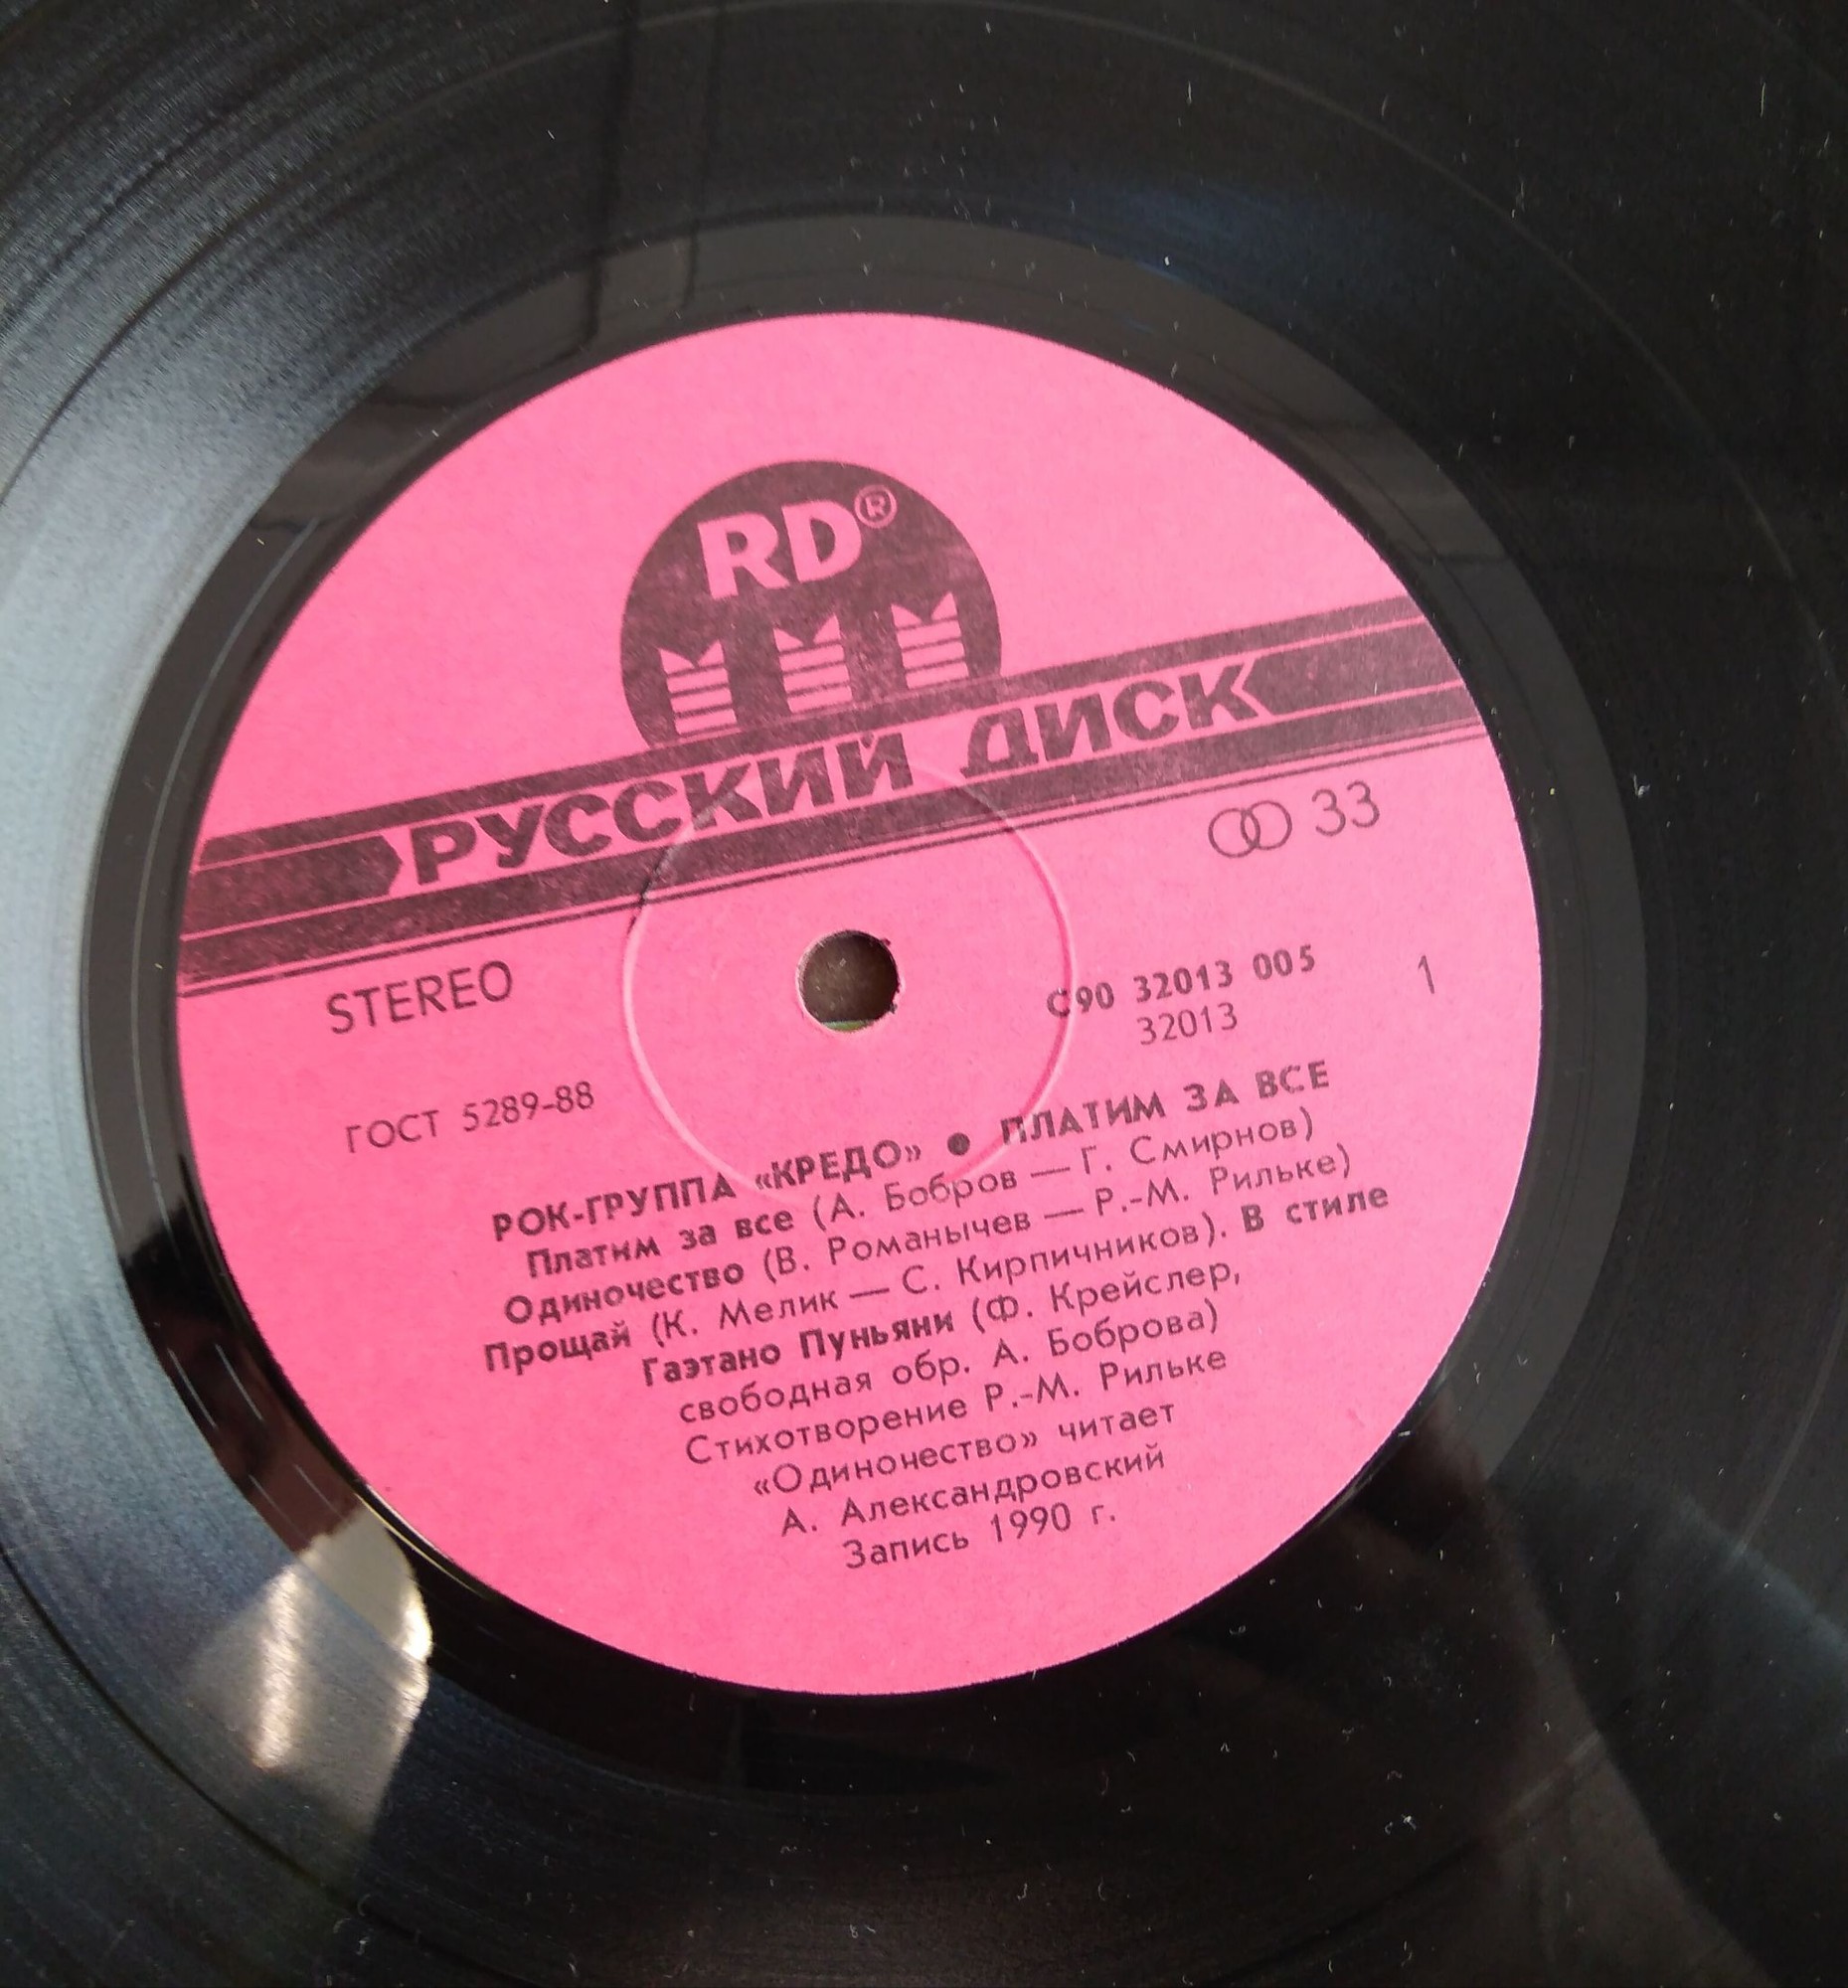 RD®
РУССКИЙ ДИСК
33
STEREO
С90 32013 005
32013
1
ГОСТ 5289-88
РОК-ГРУППА «КРЕДО» ● ПЛАТИМ ЗА ВСЕ
Платим за все (А. Бобров — Г. Смирнов)
Одиночество (В. Романычев — Р.-М. Рильке)
Прощай (К. Мелик — С. Кирпичников). В стиле
Гаэтано Пуньяни (Ф. Крейслер,
свободная обр. А. Боброва)
Стихотворение Р.-М. Рильке
«Одиночество» читает
А. Александровский
Запись 1990 г.